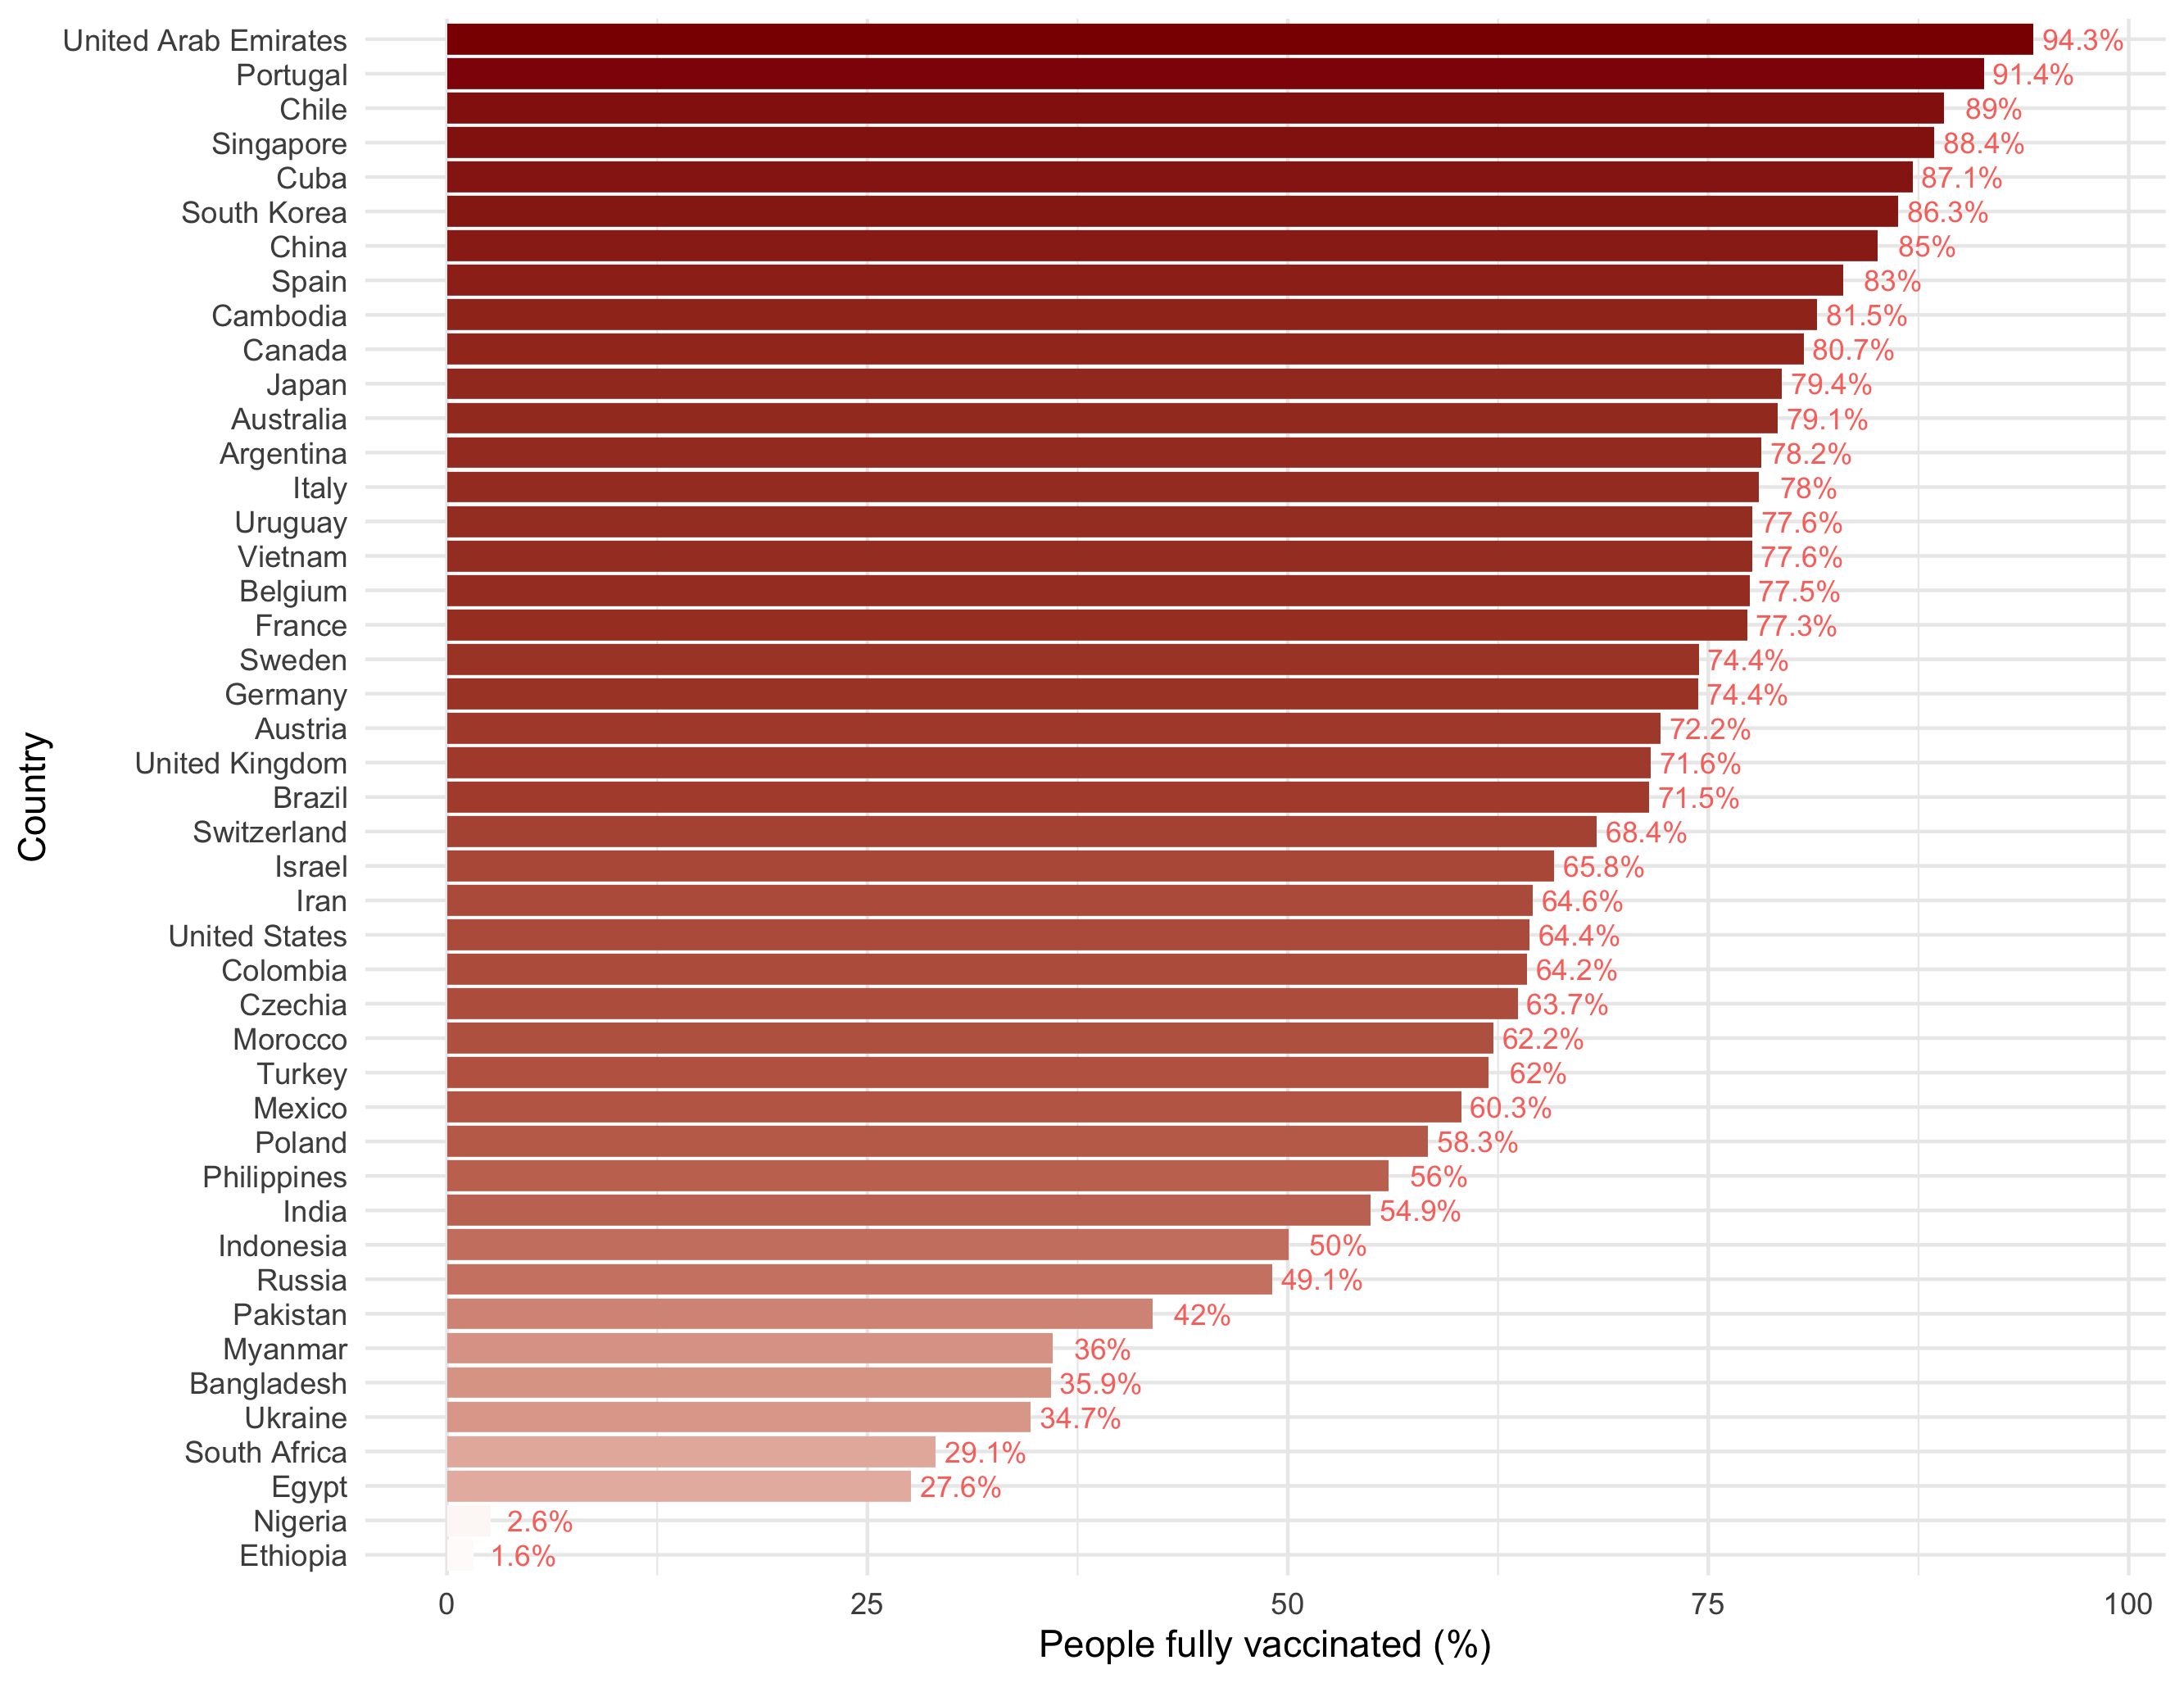 United Arab Emirates 94.3%
Portugal 91.4%
Chile 89%
Singapore 88.4%
Cuba 87.1%
South Korea 86.3%
China 85%
Spain 83%
Cambodia 81.5%
Canada 80.7%
Japan 79.4%
Australia 79.1%
Argentina 78.2%
Italy 78%
Uruguay 77.6%
Vietnam 77.6%
Belgium 77.5%
France 77.3%
Sweden 74.4%
Germany 74.4%
Austria 72.2%
United Kingdom 71.6%
Brazil 71.5%
Switzerland 68.4%
Israel 65.8%
Iran 64.6%
United States 64.4%
Colombia 64.2%
Czechia 63.7%
Morocco 62.2%
Turkey 62%
Mexico 60.3%
Poland 58.3%
Philippines 56%
India 54.9%
Indonesia 50%
Russia 49.1%
Pakistan 42%
Myanmar 36%
Bangladesh 35.9%
Ukraine 34.7%
South Africa 29.1%
Egypt 27.6%
Nigeria 2.6%
Ethiopia 1.6%
Country
0 25 50 75 100
People fully vaccinated (%)